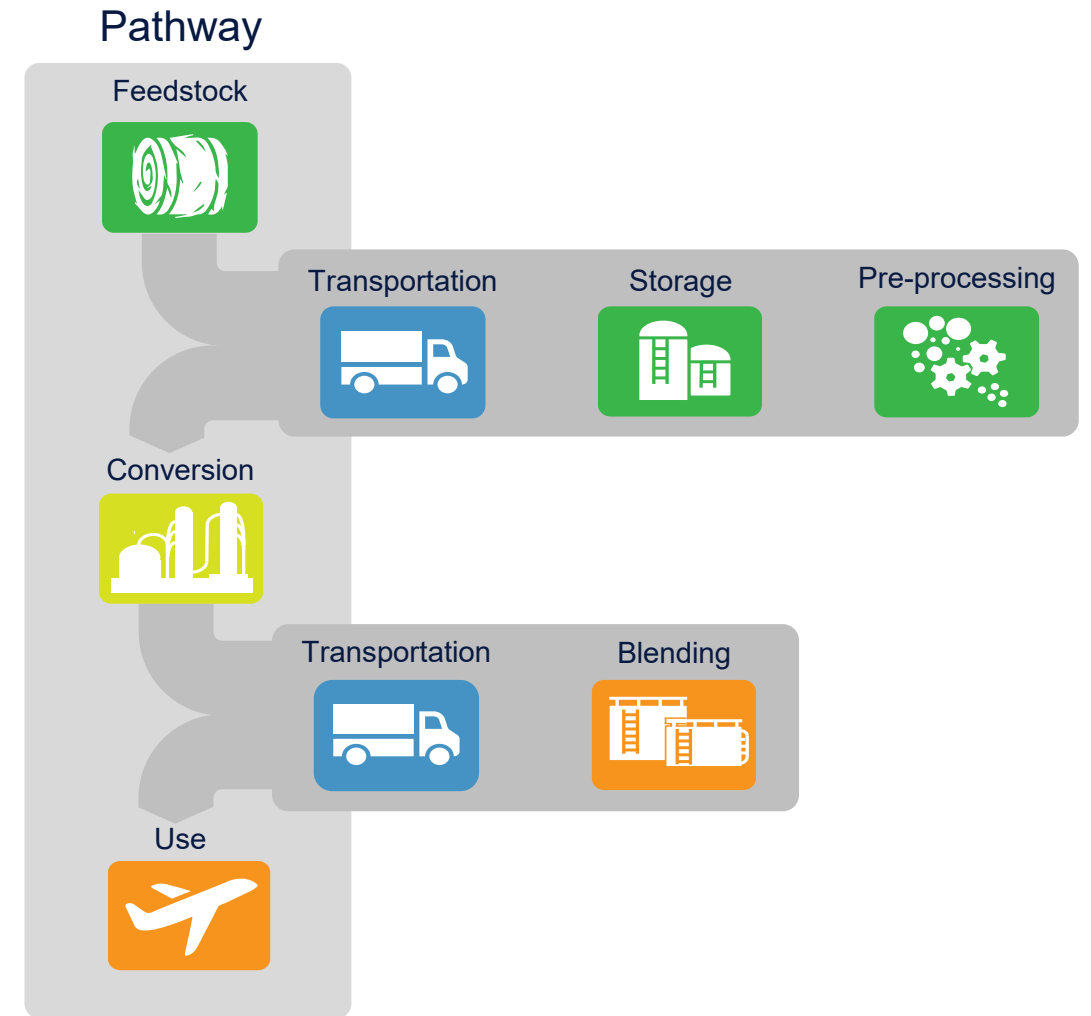 Pathway
Feedstock
Transportation
Storage
Pre-processing
Conversion
Transportation
Blending
Use